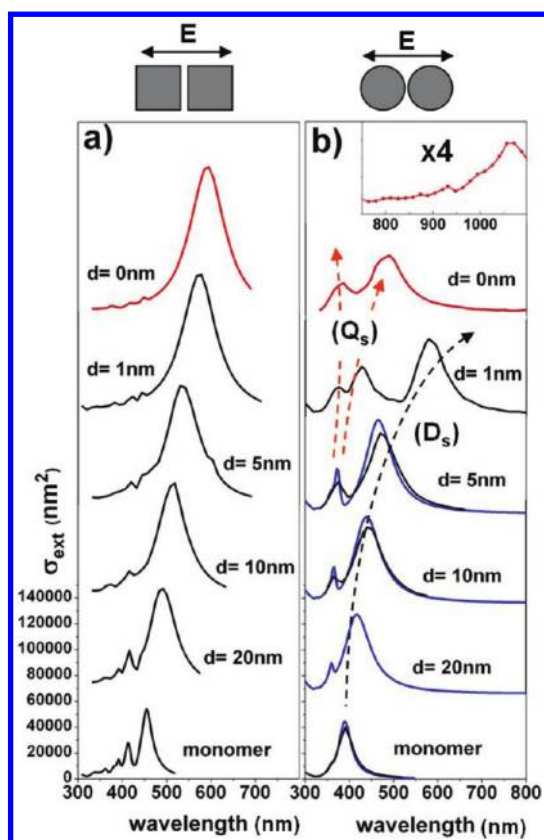 E
E
a)
b)
x4
800 900 1000
d= 0nm
d= 0nm
(Qs)
d= 1nm
d= 1nm
(Ds)
d= 5nm
d= 5nm
d= 10nm
d= 10nm
d= 20nm
d= 20nm
monomer
monomer
σext (nm²)
140000
120000
100000
80000
60000
40000
20000
0
300 400 500 600 700
300 400 500 600 700 800
wavelength (nm)
wavelength (nm)